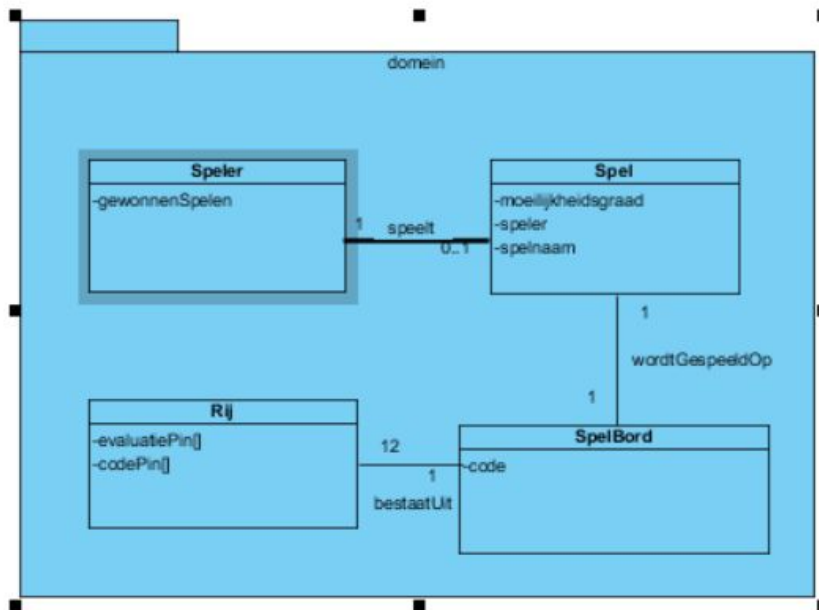 domein
Speler
-gewonnenSpelen
Spel
-moeilijkheidsgraad
-speler
-spelnaam
1
speelt
0..1
1
wordtGespeeldOp
1
Rij
-evaluatiePin[]
-codePin[]
12
1
bestaatUit
SpelBord
-code